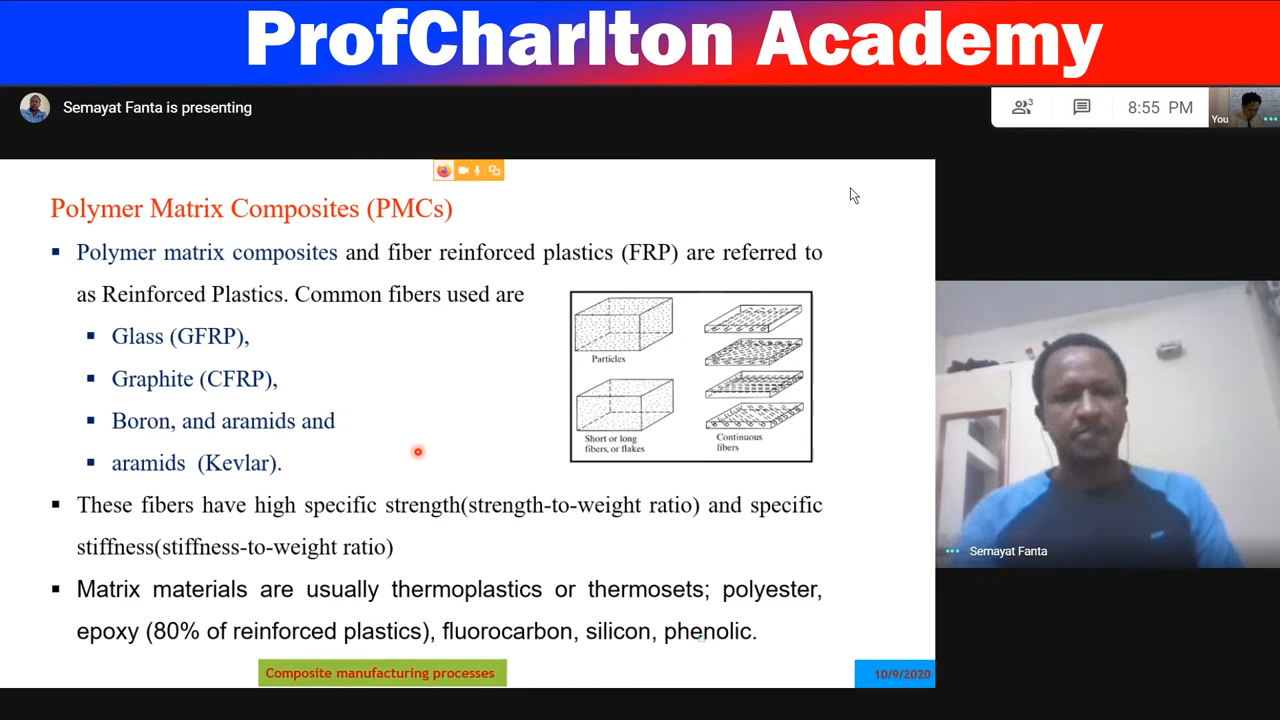 ProfCharlton Academy
Semayat Fanta is presenting
3
8:55 PM
You
Polymer Matrix Composites (PMCs)
▪ Polymer matrix composites and fiber reinforced plastics (FRP) are referred to
as Reinforced Plastics. Common fibers used are
▪ Glass (GFRP),
▪ Graphite (CFRP),
▪ Boron, and aramids and
▪ aramids (Kevlar).
Particles
Short or long
fibers, or flakes
Continuous
fibers
▪ These fibers have high specific strength(strength-to-weight ratio) and specific
stiffness(stiffness-to-weight ratio)
▪ Matrix materials are usually thermoplastics or thermosets; polyester,
epoxy (80% of reinforced plastics), fluorocarbon, silicon, phenolic.
Composite manufacturing processes
10/9/2020
Semayat Fanta